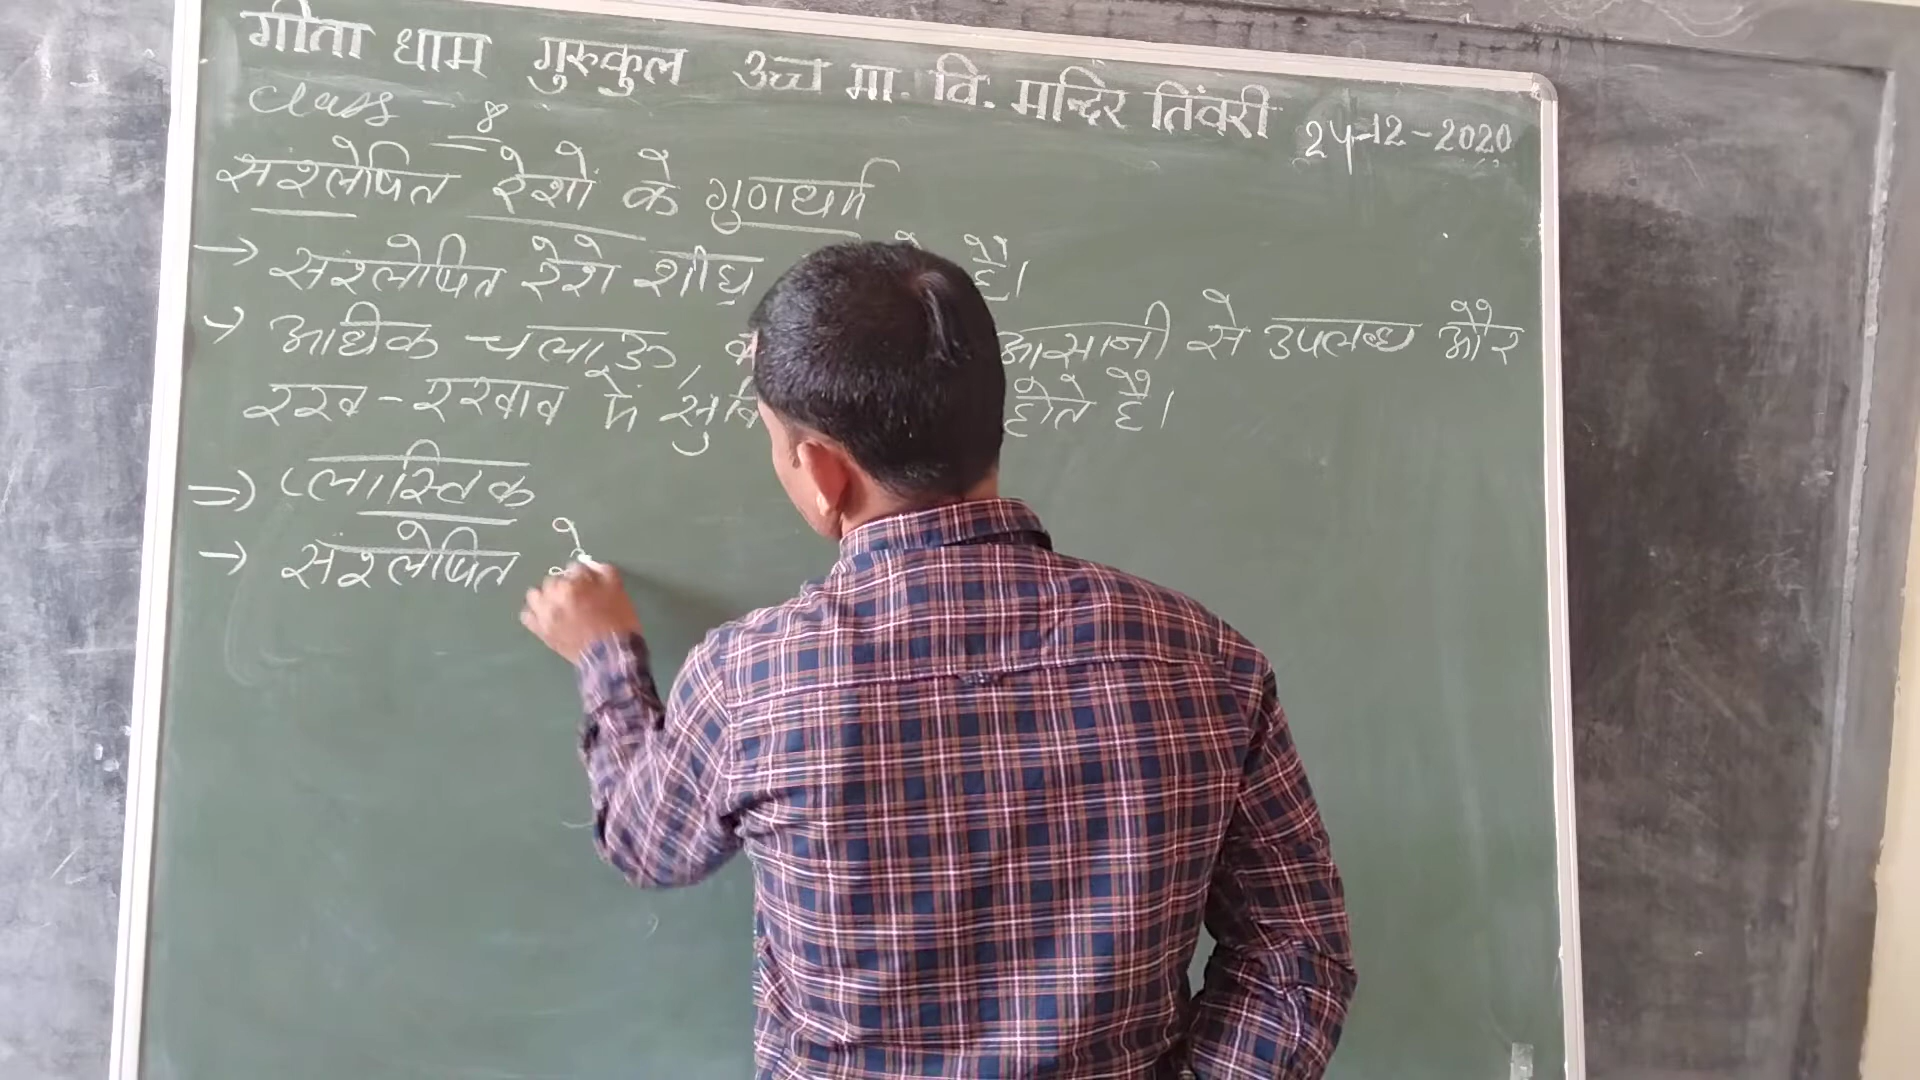 गीता धाम गुरुकुल उच्च मा. वि. मन्दिर तिंवरी
class - 8 24-12-2020
संश्लेषित रेशों के गुणधर्म
→ संश्लेषित रेशे शीघ्र है।
→ अधिक चलाऊ, आसानी से उपलब्ध और
रख-रखाव में होते है।
⇒ प्लास्टिक
→ संश्लेषित